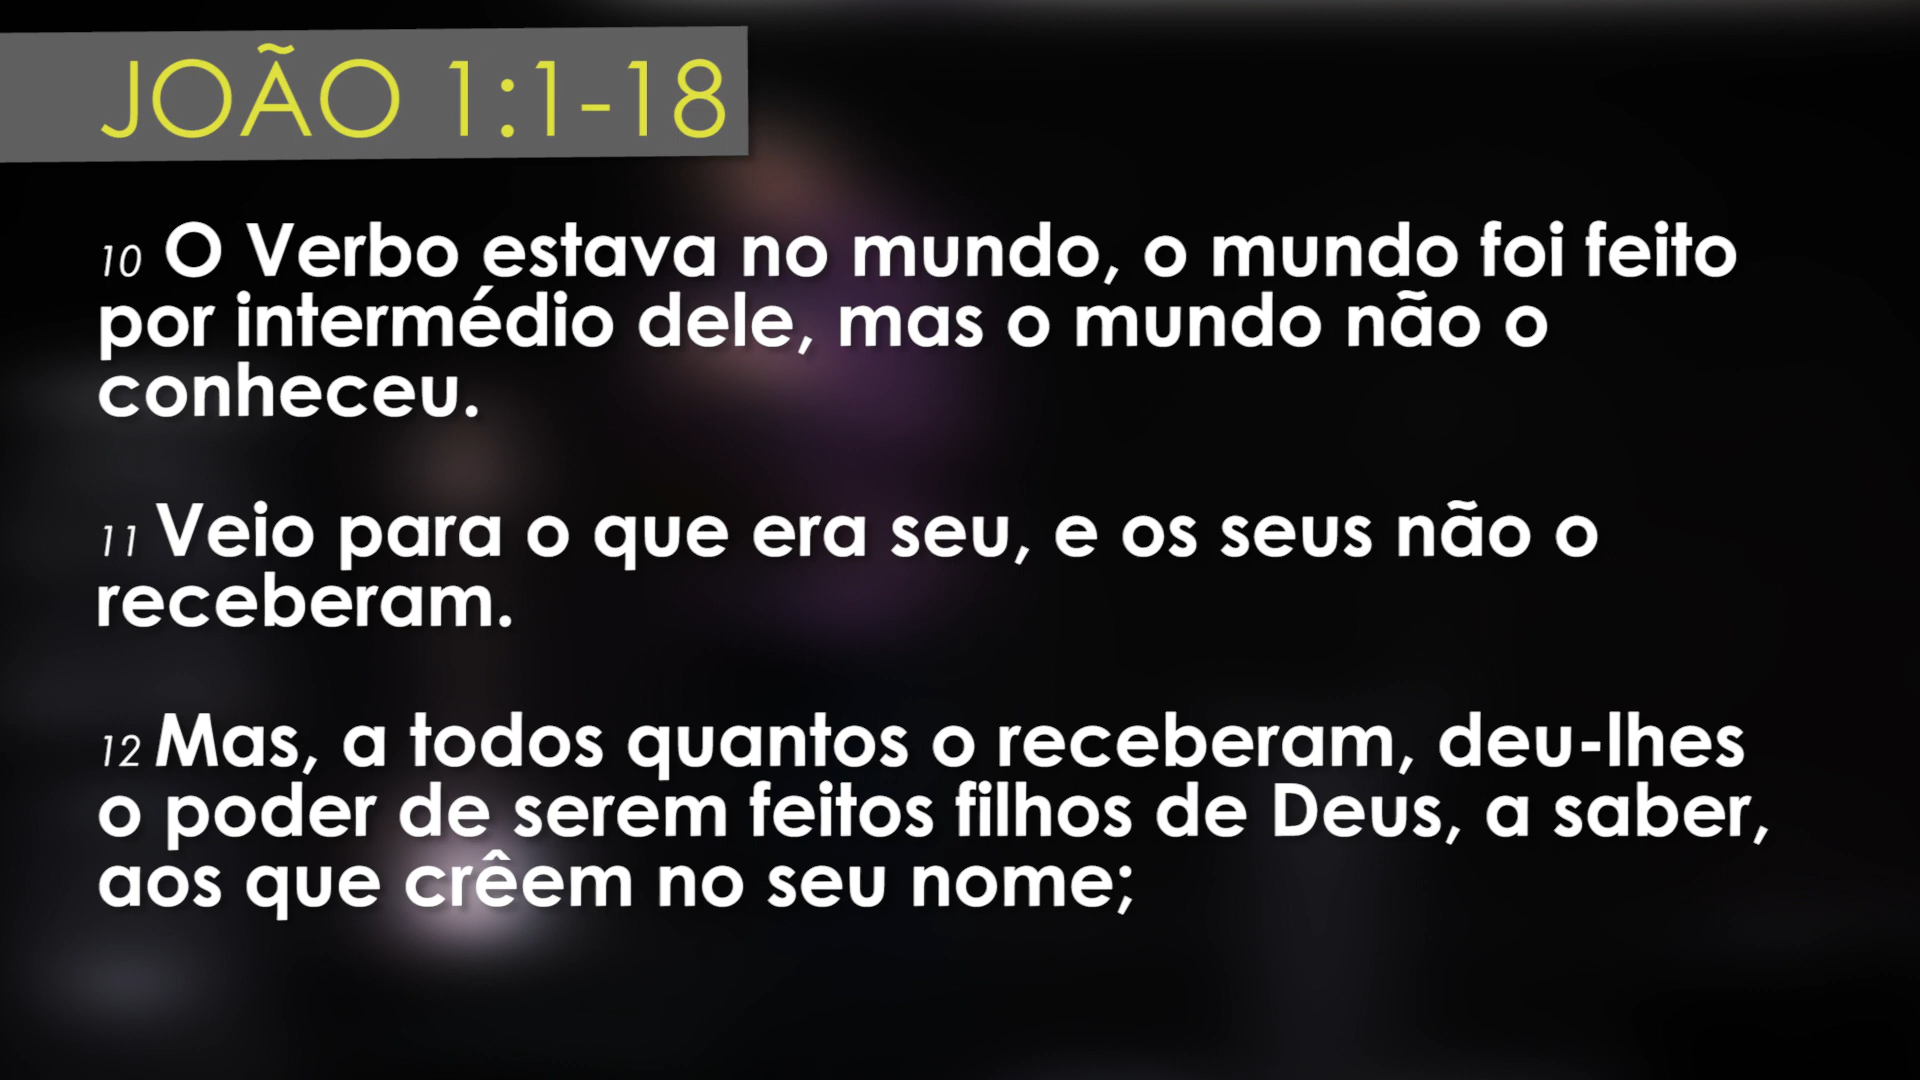 JOÃO 1:1-18
10 O Verbo estava no mundo, o mundo foi feito
por intermédio dele, mas o mundo não o
conheceu.
11 Veio para o que era seu, e os seus não o
receberam.
12 Mas, a todos quantos o receberam, deu-lhes
o poder de serem feitos filhos de Deus, a saber,
aos que crêem no seu nome;